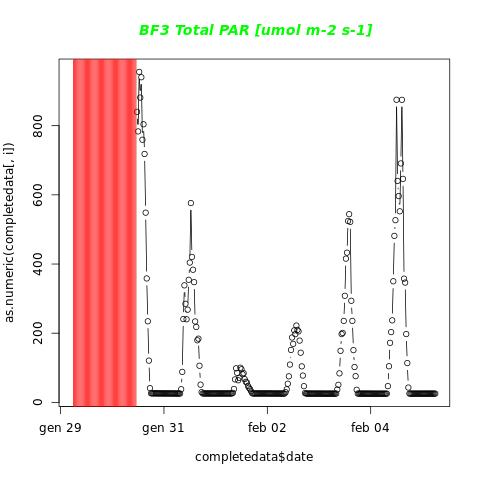 BF3 Total PAR [umol m-2 s-1]
as.numeric(completedata[, i])
800
600
400
200
0
gen 29
gen 31
feb 02
feb 04
completedata$date